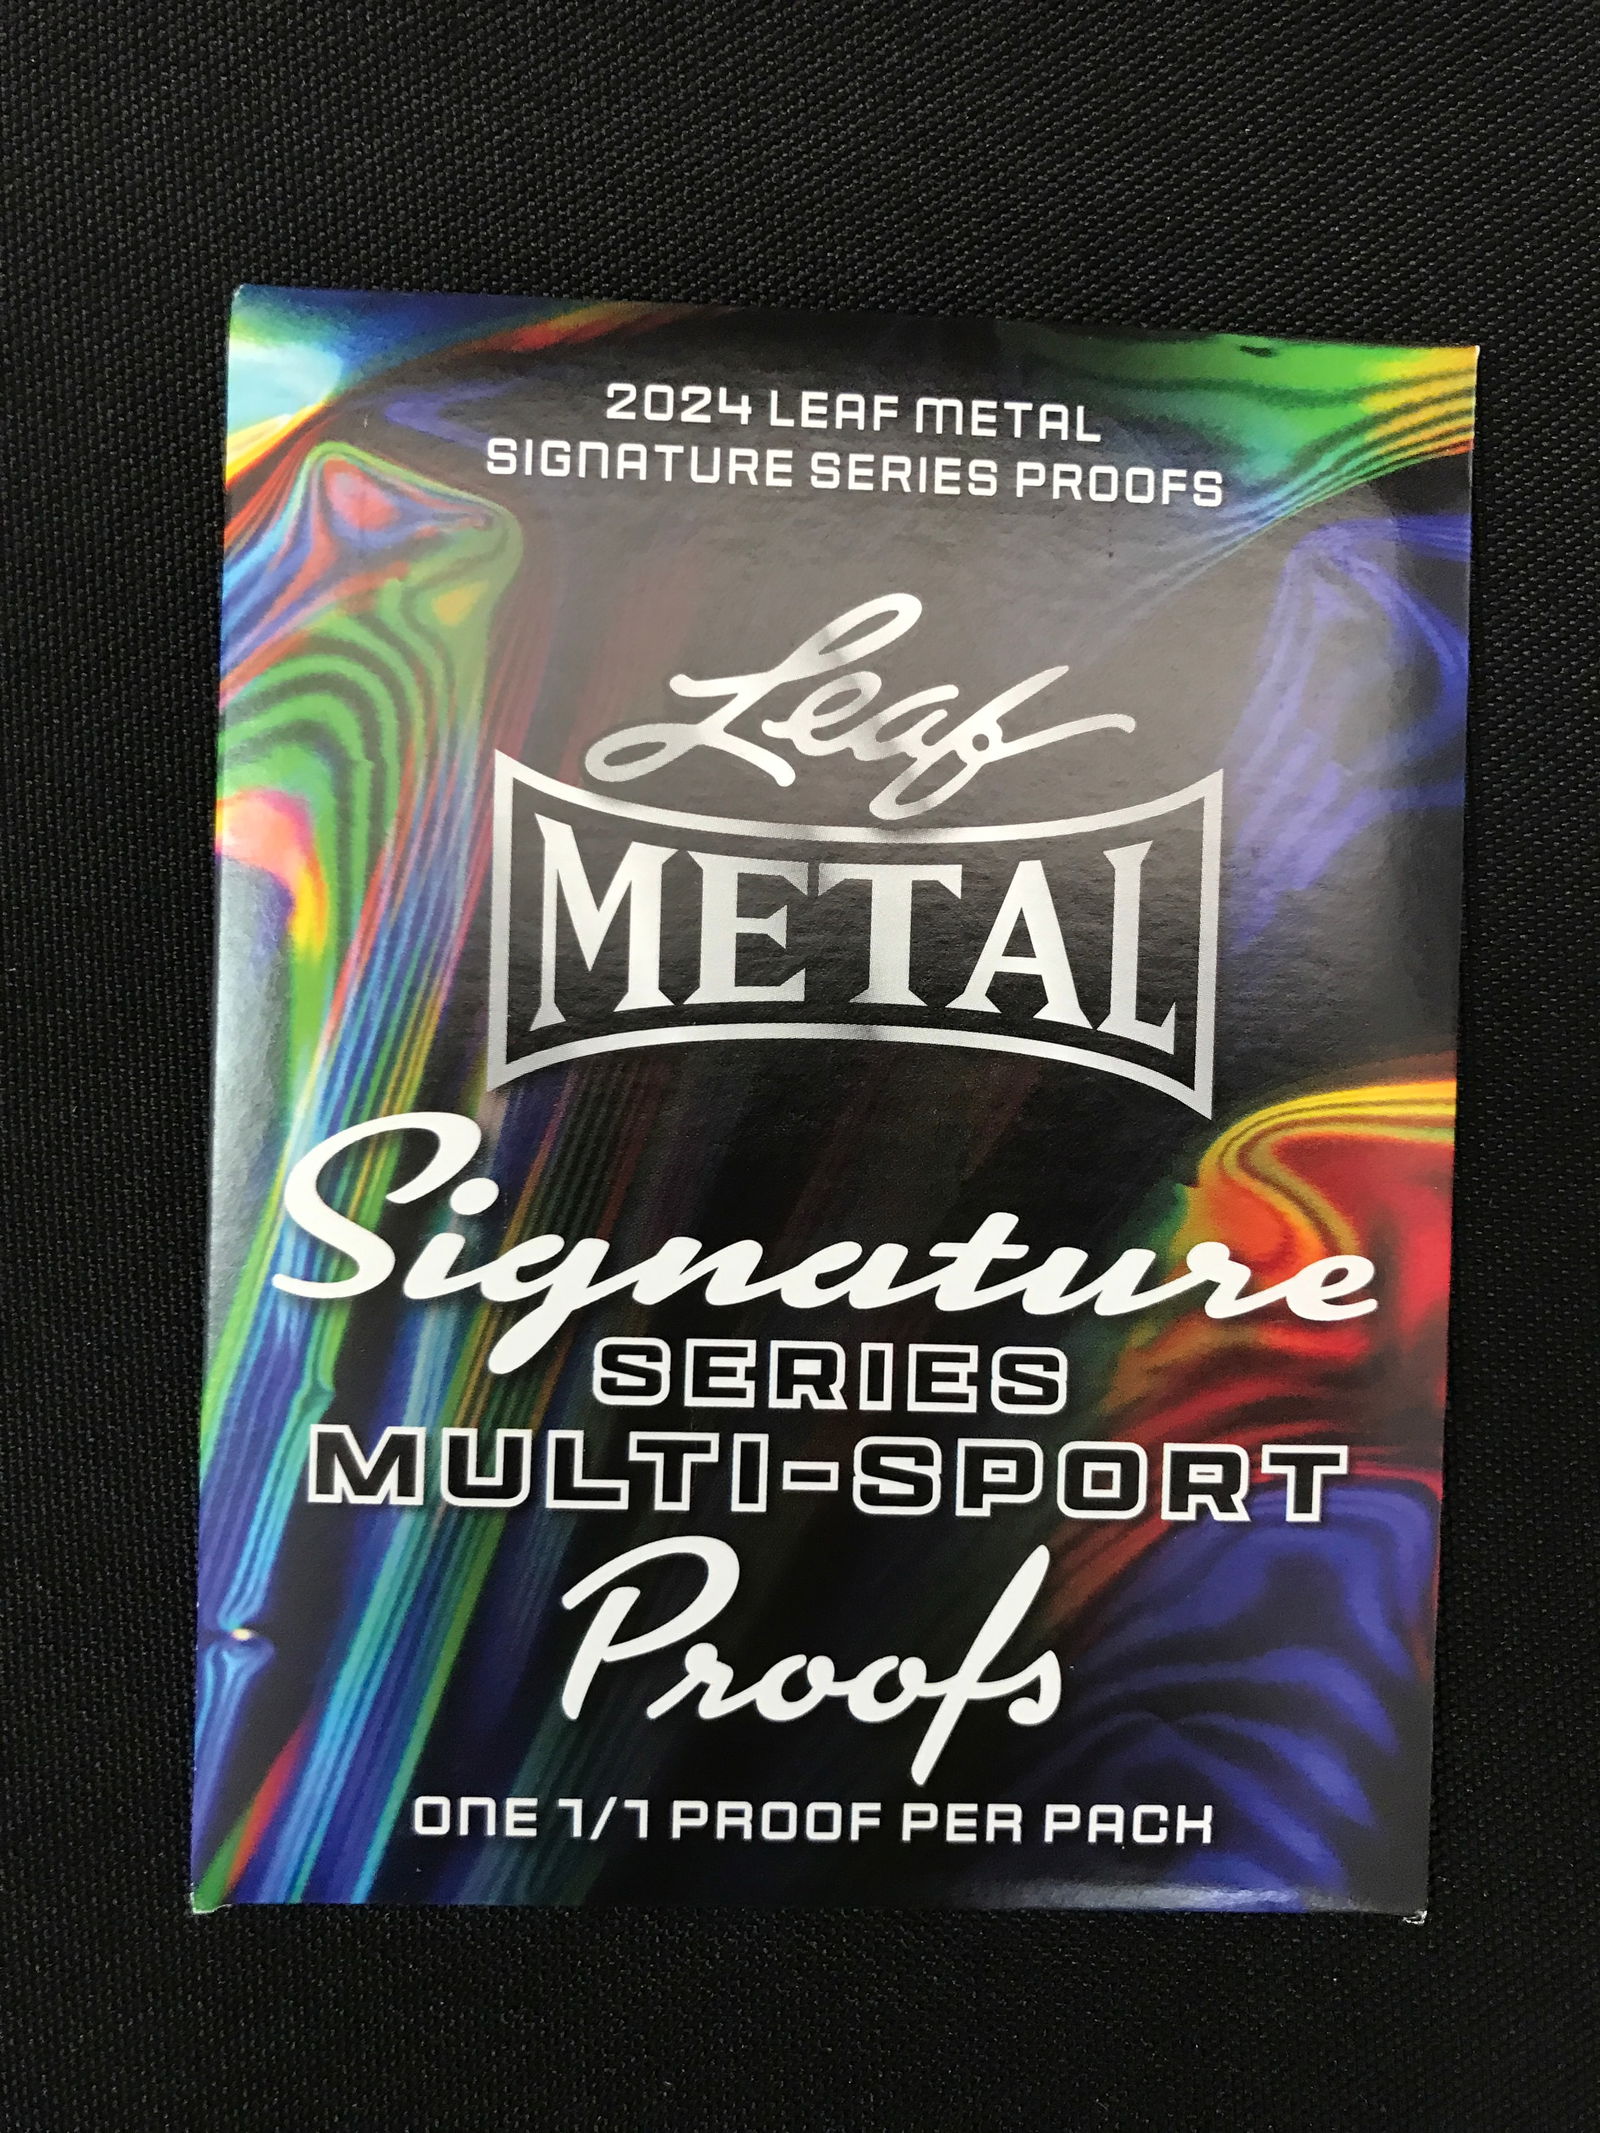 2024 LEAF METAL
SIGNATURE SERIES PROOFS
Leaf
METAL
Signature
SERIES
MULTI-SPORT
Proofs
ONE 1/1 PROOF PER PACK